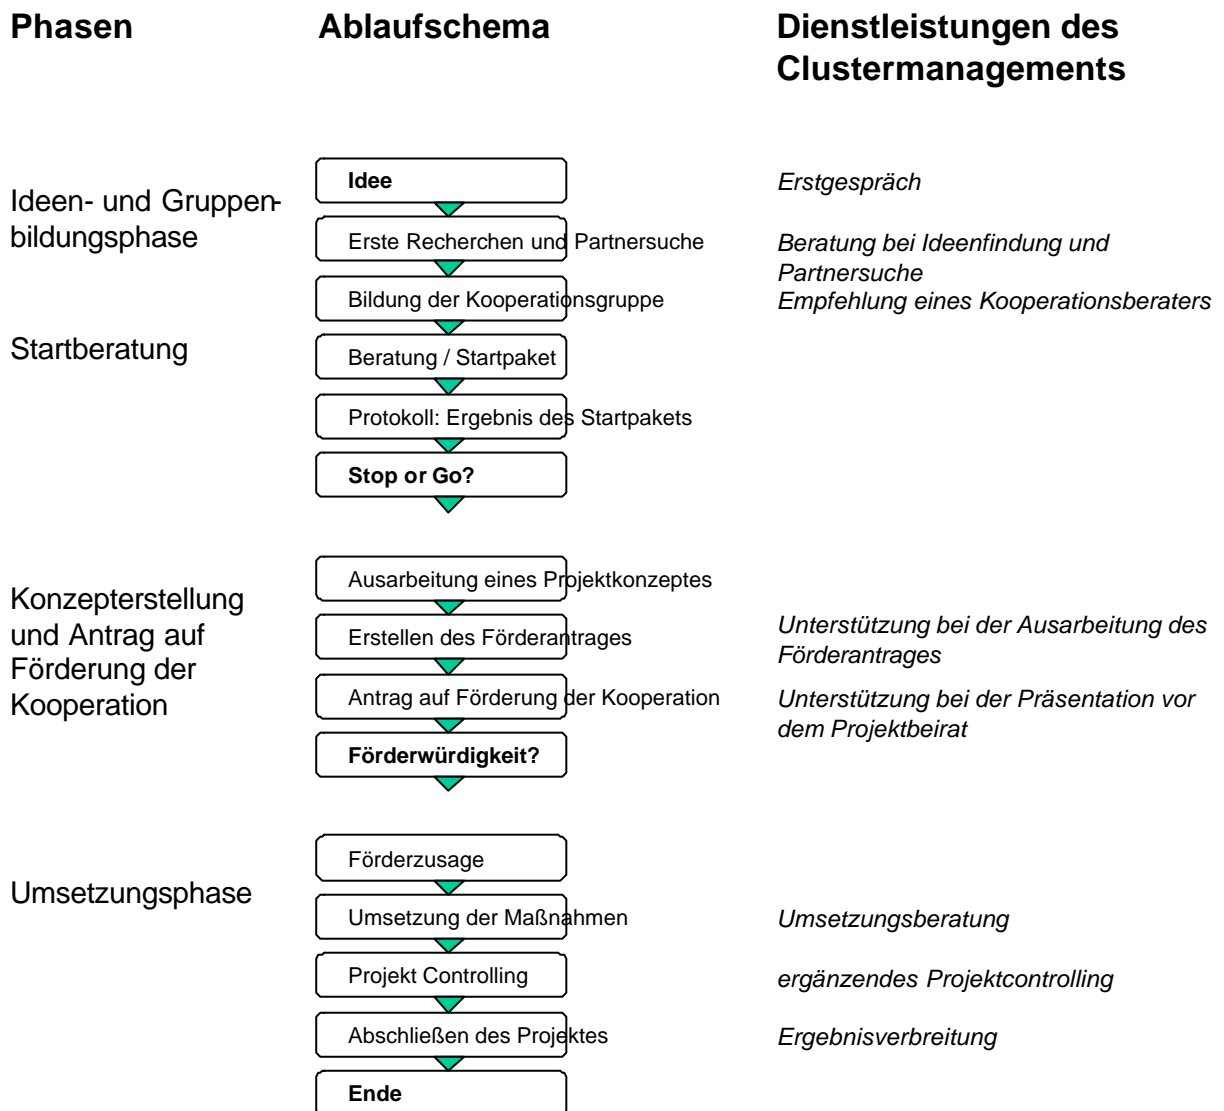 Phasen
Ablaufschema
Dienstleistungen des
Clustermanagements
Ideen- und Gruppen-
bildungsphase
Idee
Erstgespräch
Erste Recherchen und Partnersuche
Beratung bei Ideenfindung und
Partnersuche
Bildung der Kooperationsgruppe
Empfehlung eines Kooperationsberaters
Startberatung
Beratung / Startpaket
Protokoll: Ergebnis des Startpakets
Stop or Go?
Konzepterstellung
und Antrag auf
Förderung der
Kooperation
Ausarbeitung eines Projektkonzeptes
Erstellen des Förderantrages
Unterstützung bei der Ausarbeitung des
Förderantrages
Antrag auf Förderung der Kooperation
Unterstützung bei der Präsentation vor
dem Projektbeirat
Förderwürdigkeit?
Umsetzungsphase
Förderzusage
Umsetzung der Maßnahmen
Umsetzungsberatung
Projekt Controlling
ergänzendes Projektcontrolling
Abschließen des Projektes
Ergebnisverbreitung
Ende